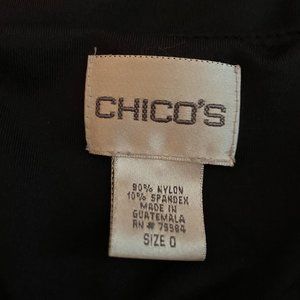 CHICO'S
90% NYLON
10% SPANDEX
MADE IN
GUATEMALA
RN # 79984
SIZE 0